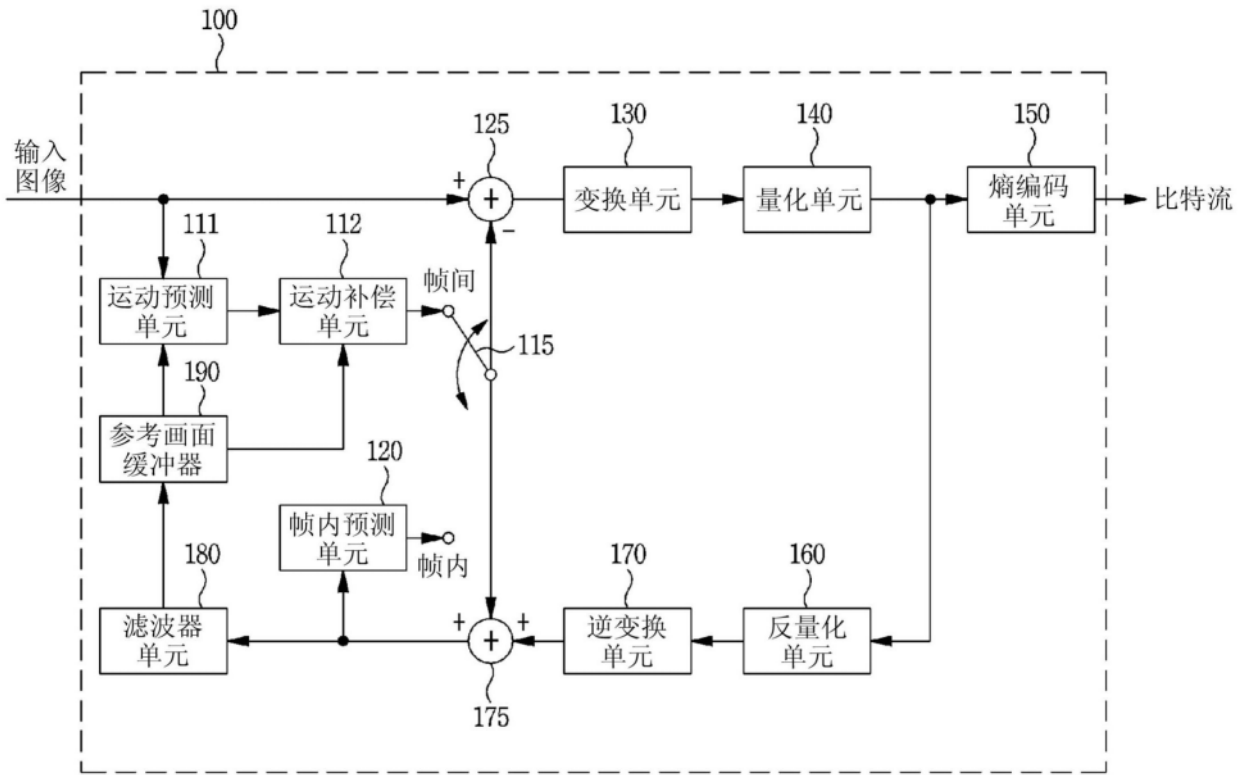 100
输入
图像
125
130
140
150
+
+
变换单元
量化单元
熵编码
单元
比特流
-
111
112
运动预测
单元
运动补偿
单元
帧间
115
190
参考画面
缓冲器
120
帧内预测
单元
帧内
180
170
160
滤波器
单元
+
+
+
逆变换
单元
反量化
单元
175